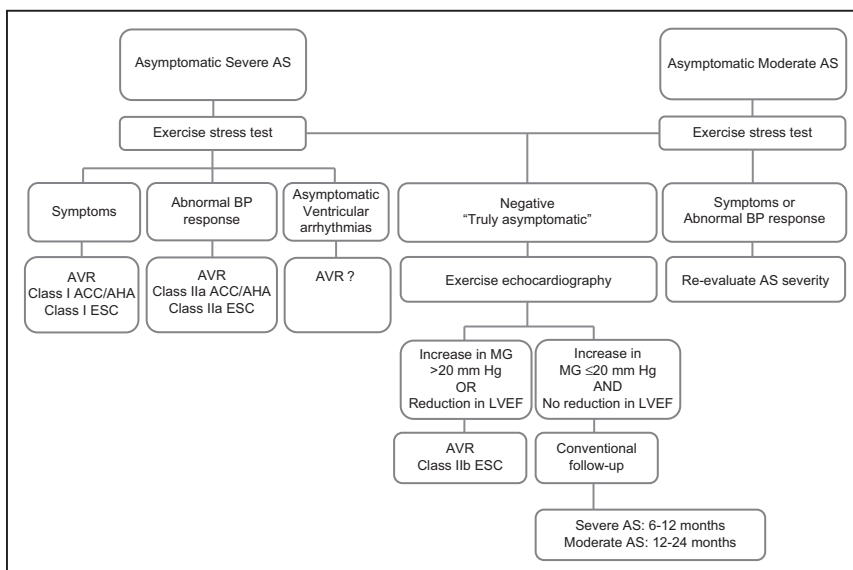 Asymptomatic Severe AS
Asymptomatic Moderate AS
Exercise stress test
Exercise stress test
Symptoms
Abnormal BP
response
Asymptomatic
Ventricular
arrhythmias
Negative
“Truly asymptomatic”
Symptoms or
Abnormal BP response
AVR
Class I ACC/AHA
Class I ESC
AVR
Class IIa ACC/AHA
Class IIa ESC
AVR ?
Exercise echocardiography
Re-evaluate AS severity
Increase in MG
>20 mm Hg
OR
Reduction in LVEF
Increase in
MG ≤20 mm Hg
AND
No reduction in LVEF
AVR
Class IIb ESC
Conventional
follow-up
Severe AS: 6-12 months
Moderate AS: 12-24 months